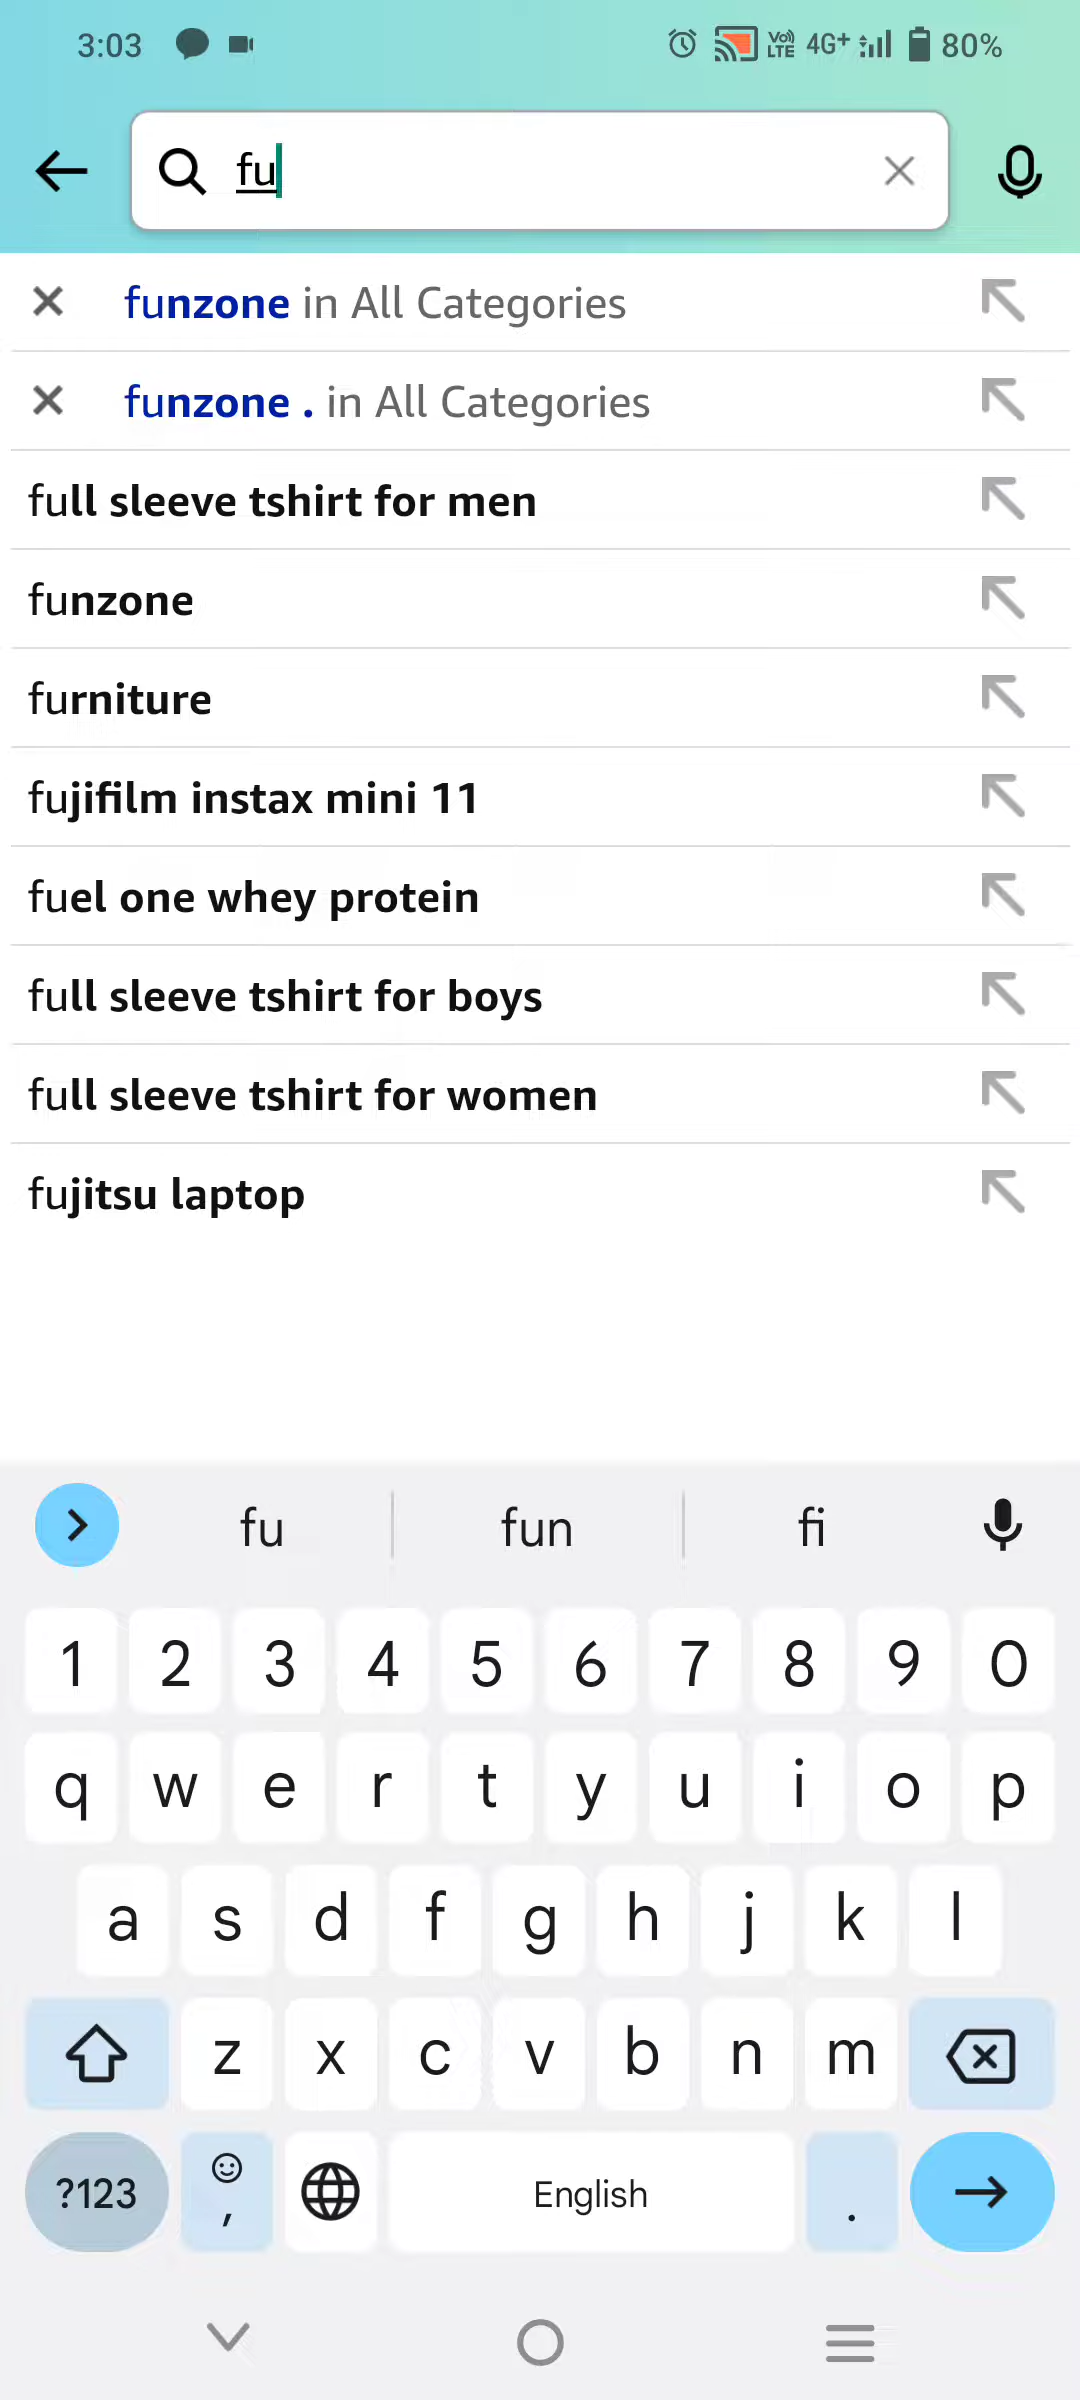 3:03 Vo) LTE 4G+ 80%
fu
funzone in All Categories
funzone . in All Categories
full sleeve tshirt for men
funzone
furniture
fujifilm instax mini 11
fuel one whey protein
full sleeve tshirt for boys
full sleeve tshirt for women
fujitsu laptop
fu fun fi
1 2 3 4 5 6 7 8 9 0
q w e r t y u i o p
a s d f g h j k l
z x c v b n m
?123 , English .